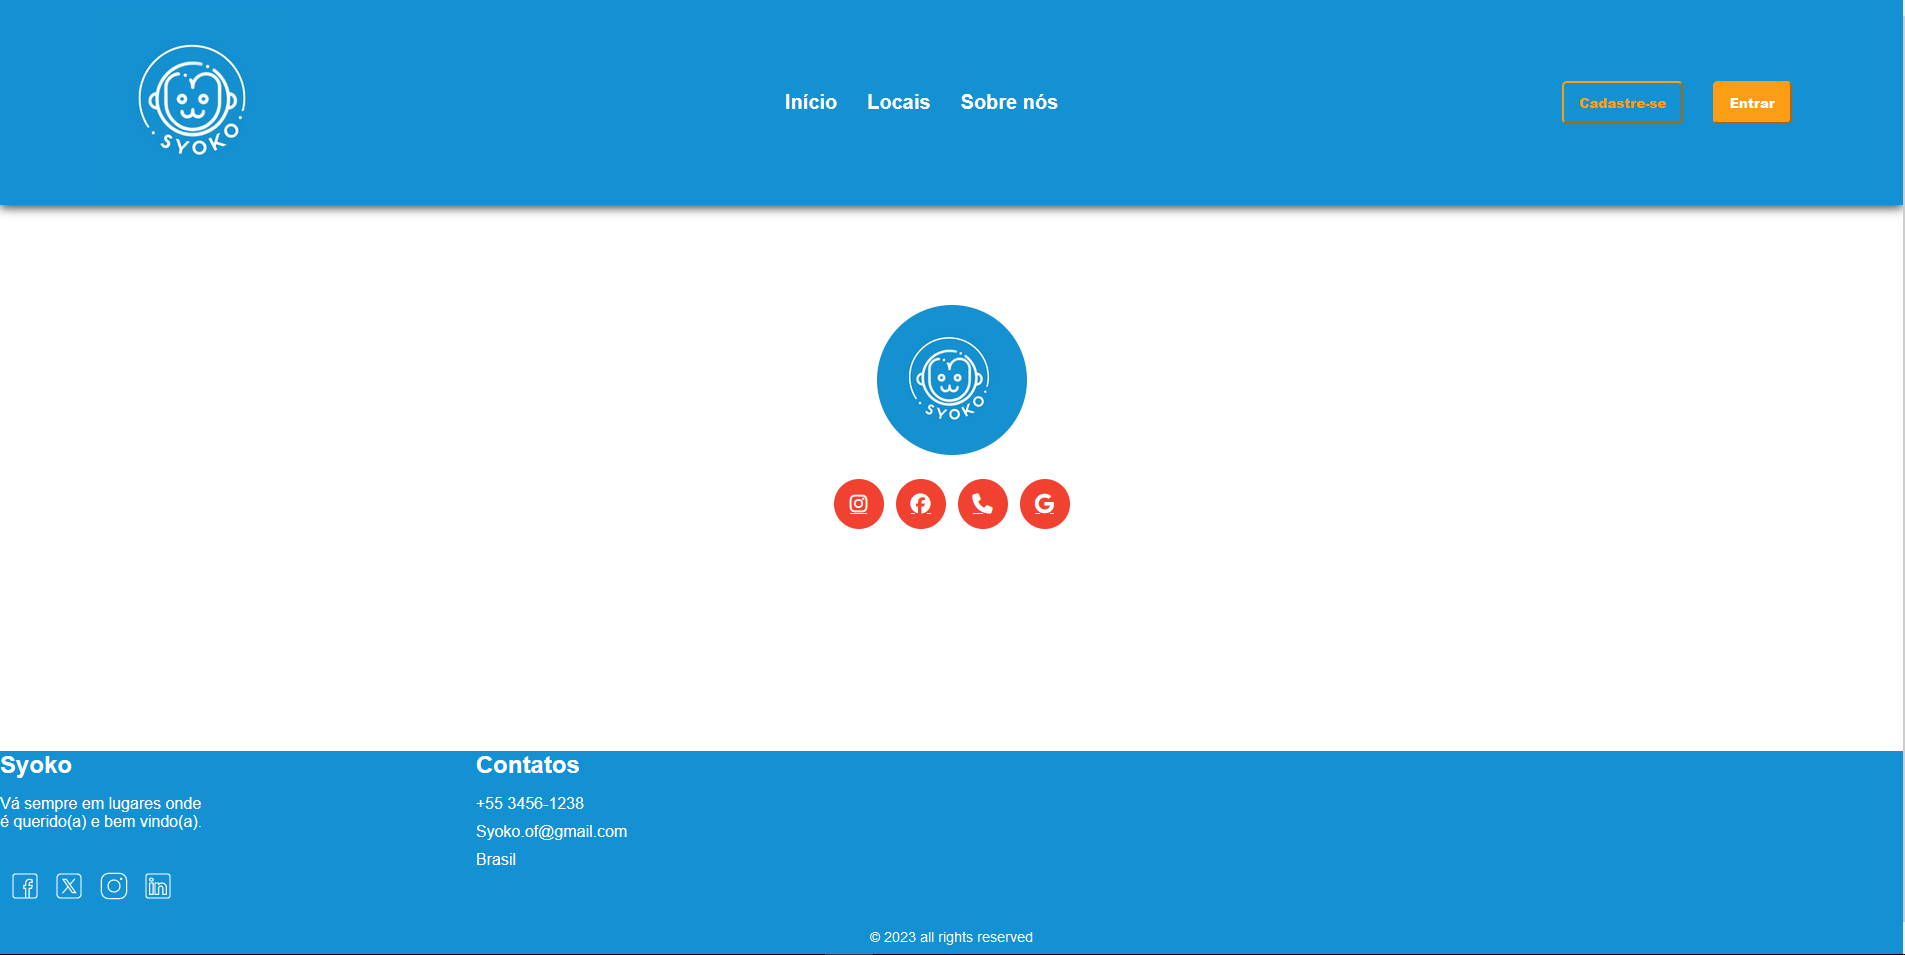 SYOKO
Início Locais Sobre nós
Cadastre-se Entrar
SYOKO
Syoko
Vá sempre em lugares onde
é querido(a) e bem vindo(a).
Contatos
+55 3456-1238
Syoko.of@gmail.com
Brasil
© 2023 all rights reserved